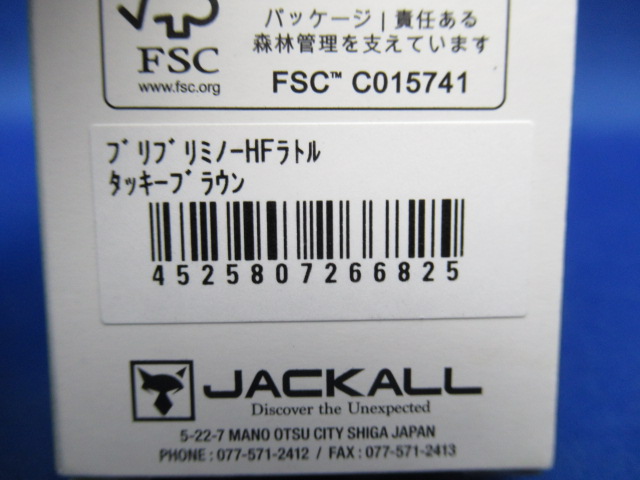 FSC
www.fsc.org
パッケージ | 責任ある
森林管理を支えています
FSC™ C015741
ﾌﾞﾘﾌﾞﾘﾐﾉｰHFﾗﾄﾙ
ﾀｯｷｰﾌﾞﾗｳﾝ
4525807266825
JACKALL
Discover the Unexpected
5-22-7 MANO OTSU CITY SHIGA JAPAN
PHONE : 077-571-2412 / FAX : 077-571-2413